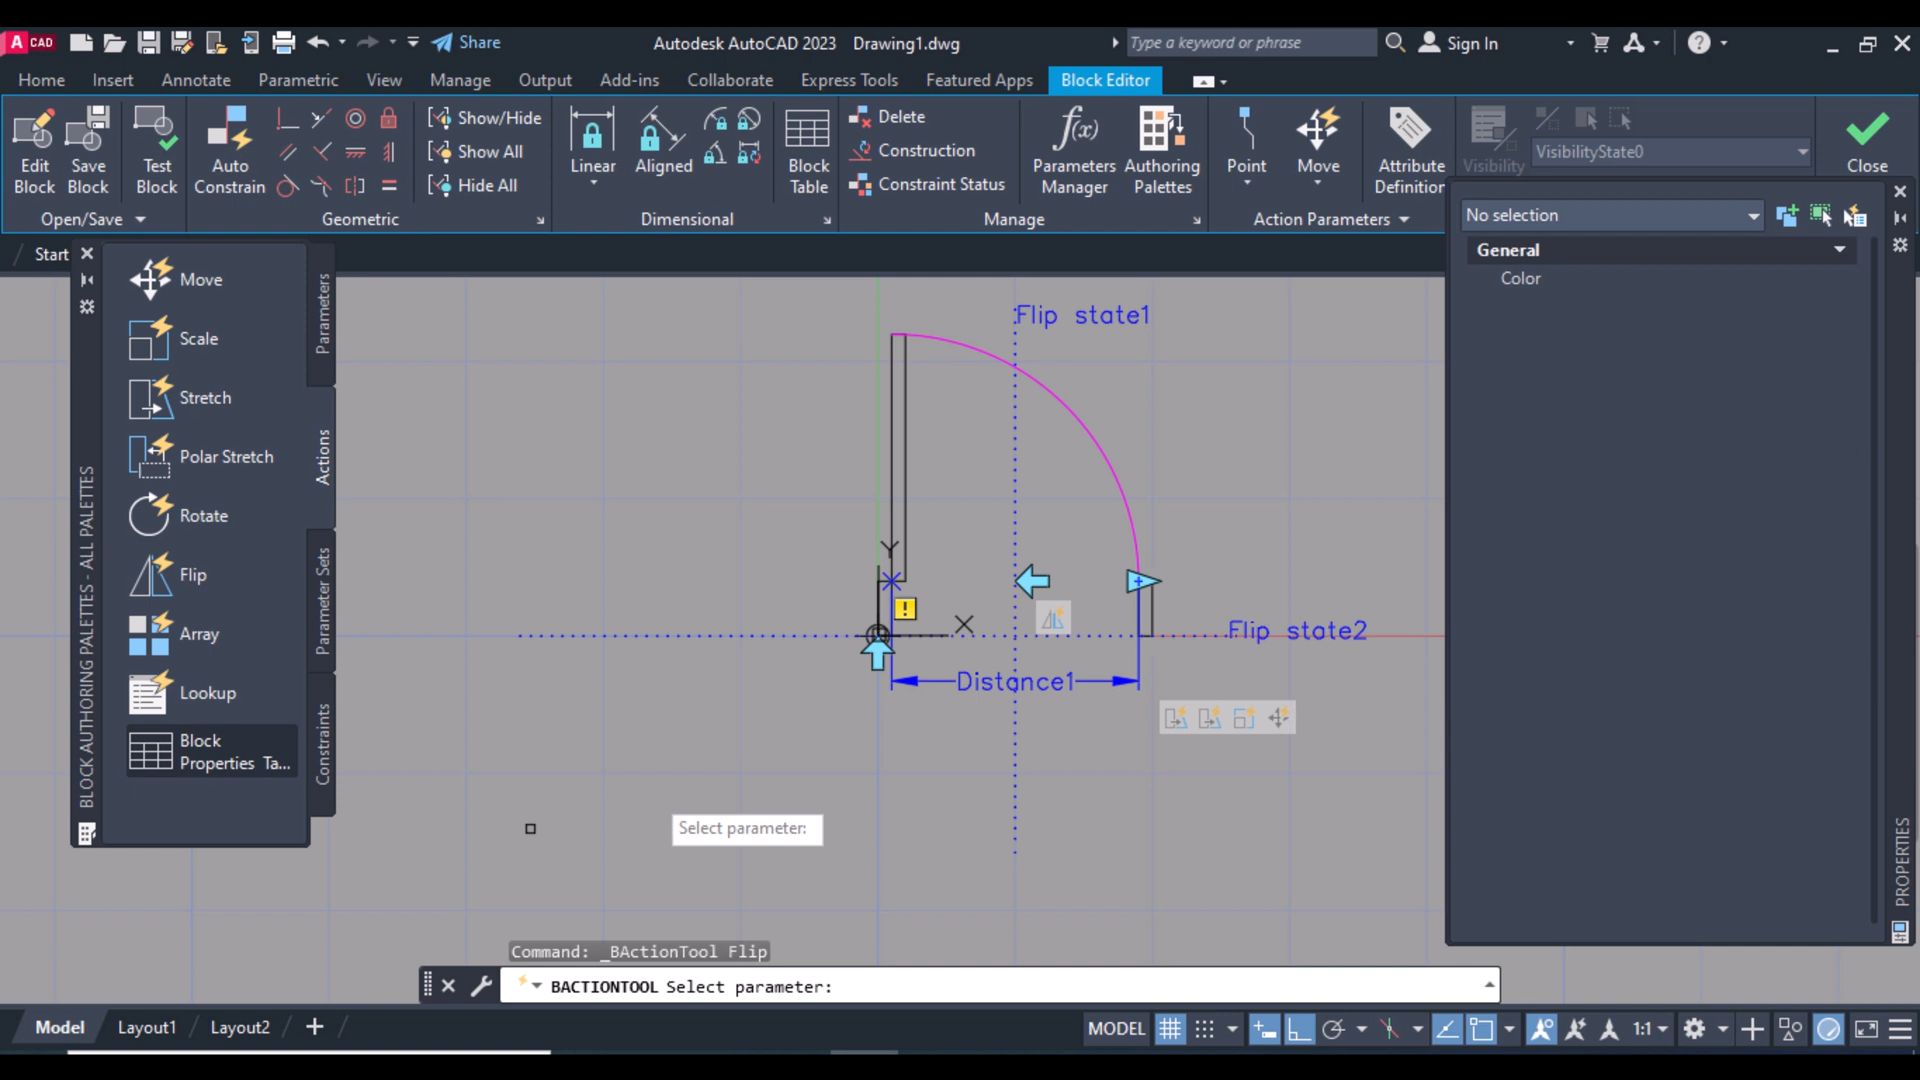 A CAD
Share
Autodesk AutoCAD 2023 Drawing1.dwg
Type a keyword or phrase
Sign In
Home
Insert
Annotate
Parametric
View
Manage
Output
Add-ins
Collaborate
Express Tools
Featured Apps
Block Editor
Edit
Block
Save
Block
Test
Block
Auto
Constrain
Show/Hide
Show All
Hide All
Linear
Aligned
Block
Table
Delete
Construction
Constraint Status
f(x)
Parameters
Manager
Authoring
Palettes
Point
Move
Attribute
Definition
Visibility
VisibilityState0
Close
Open/Save
Geometric
Dimensional
Manage
Action Parameters
Start
Move
Scale
Stretch
Polar Stretch
Rotate
Flip
Array
Lookup
Block
Properties Ta...
Parameters
Actions
Parameter Sets
Constraints
BLOCK AUTHORING PALETTES - ALL PALETTES
Flip state1
Y
X
!
Flip state2
Distance1
Select parameter:
No selection
General
Color
PROPERTIES
Command: _BActionTool Flip
BACTIONTOOL Select parameter:
Model
Layout1
Layout2
MODEL
1:1